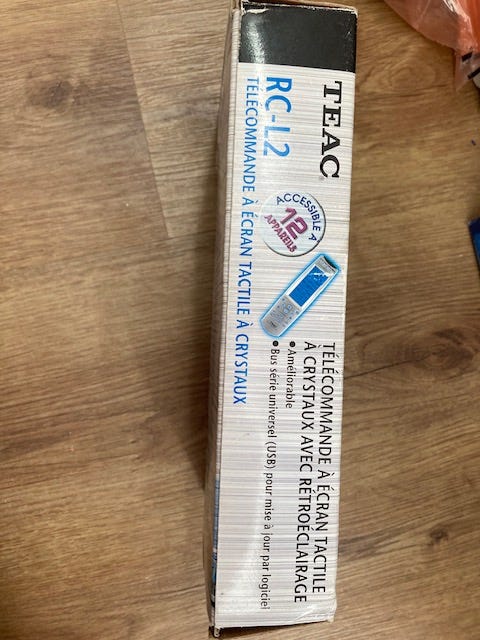 TEAC
RC-L2
TÉLÉCOMMANDE À ÉCRAN TACTILE À CRYSTAUX
ACCESSIBLE À
12
APPAREILS
TÉLÉCOMMANDE À ÉCRAN TACTILE
À CRYSTAUX AVEC RÉTROÉCLAIRAGE
• Améliorable
• Bus série universel (USB) pour mise à jour par logiciel